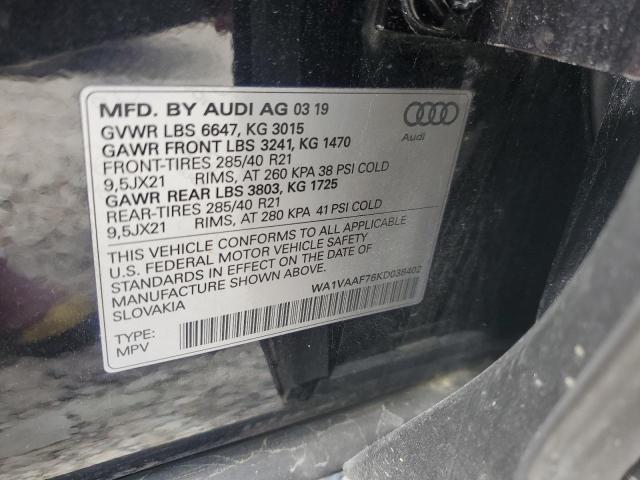 MFD. BY AUDI AG 03 19
GVWR LBS 6647, KG 3015
GAWR FRONT LBS 3241, KG 1470
FRONT-TIRES 285/40 R21
9,5JX21 RIMS, AT 260 KPA 38 PSI COLD
GAWR REAR LBS 3803, KG 1725
REAR-TIRES 285/40 R21
9,5JX21 RIMS, AT 280 KPA 41 PSI COLD
Audi
THIS VEHICLE CONFORMS TO ALL APPLICABLE
U.S. FEDERAL MOTOR VEHICLE SAFETY
STANDARDS IN EFFECT ON THE DATE OF
MANUFACTURE SHOWN ABOVE.
SLOVAKIA
WA1VAAF76KD038402
TYPE:
MPV